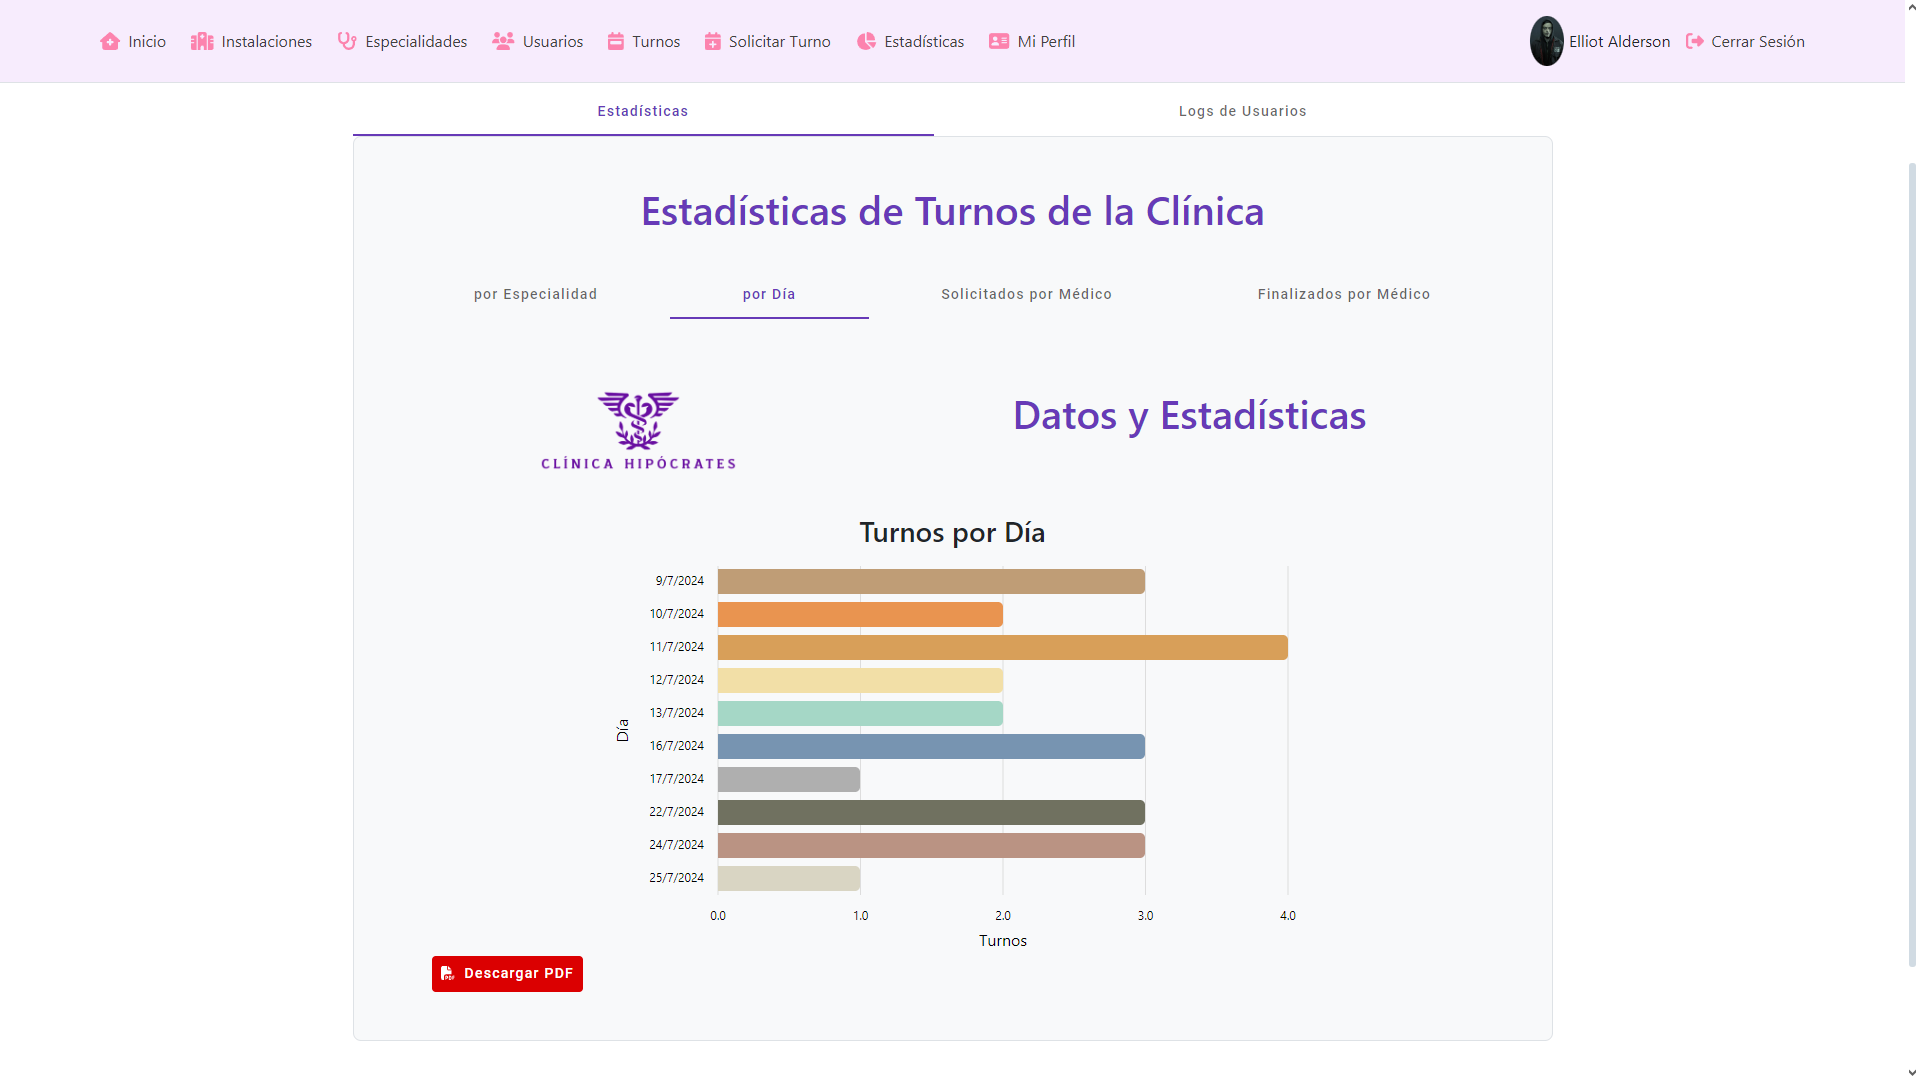 Inicio Instalaciones Especialidades Usuarios Turnos Solicitar Turno Estadísticas Mi Perfil Elliot Alderson Cerrar Sesión
Estadísticas Logs de Usuarios
Estadísticas de Turnos de la Clínica
por Especialidad por Día Solicitados por Médico Finalizados por Médico
Datos y Estadísticas
CLÍNICA HIPÓCRATES
Turnos por Día
9/7/2024
10/7/2024
11/7/2024
12/7/2024
13/7/2024
16/7/2024
17/7/2024
22/7/2024
24/7/2024
25/7/2024
Día
0.0 1.0 2.0 3.0 4.0
Turnos
PDF Descargar PDF